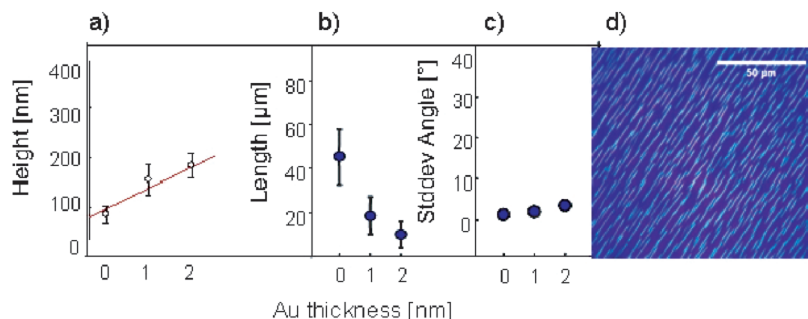 a)
b)
c)
d)
Height [nm]
400
300
200
100
0
0 1 2
Length [µm]
80
60
40
20
0 1 2
Stddev Angle [°]
40
30
20
10
0
0 1 2
50 µm
Au thickness [nm]